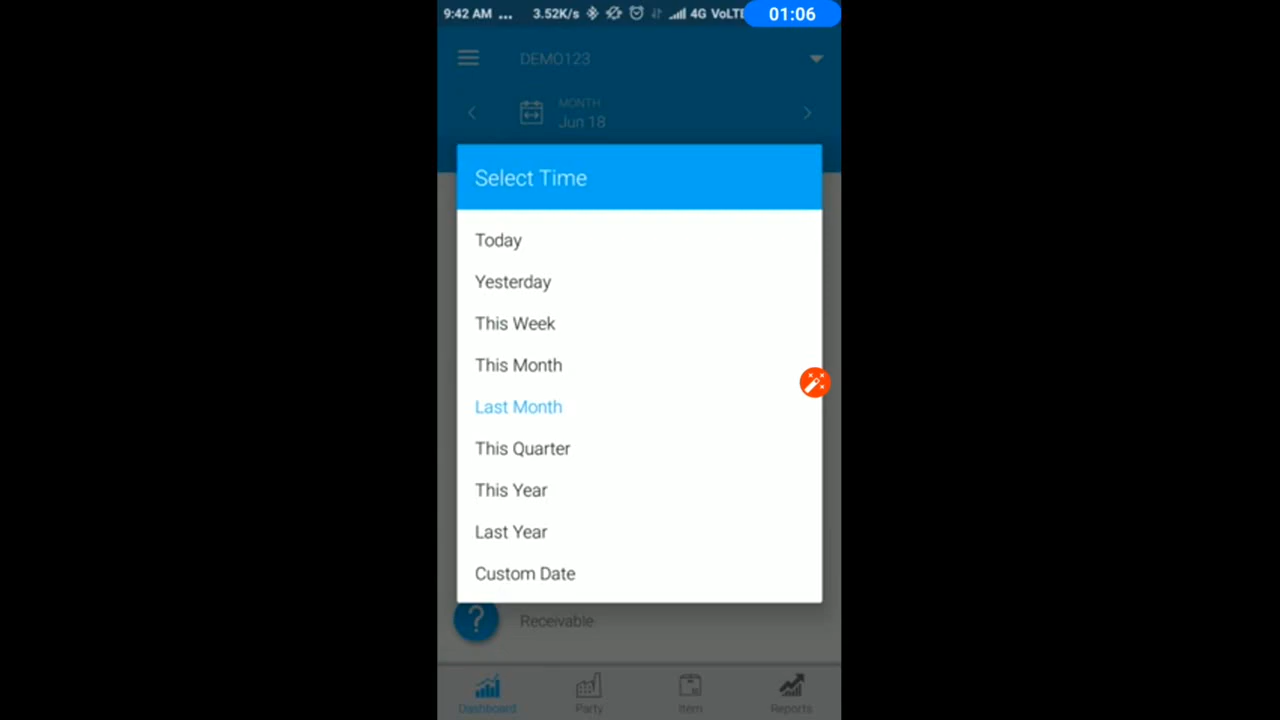 9:42 AM ... 3.52K/s 4G VoLTE 01:06
DEMO123
MONTH
Jun 18
Select Time
Today
Yesterday
This Week
This Month
Last Month
This Quarter
This Year
Last Year
Custom Date
? Receivable
Dashboard Party Item Reports